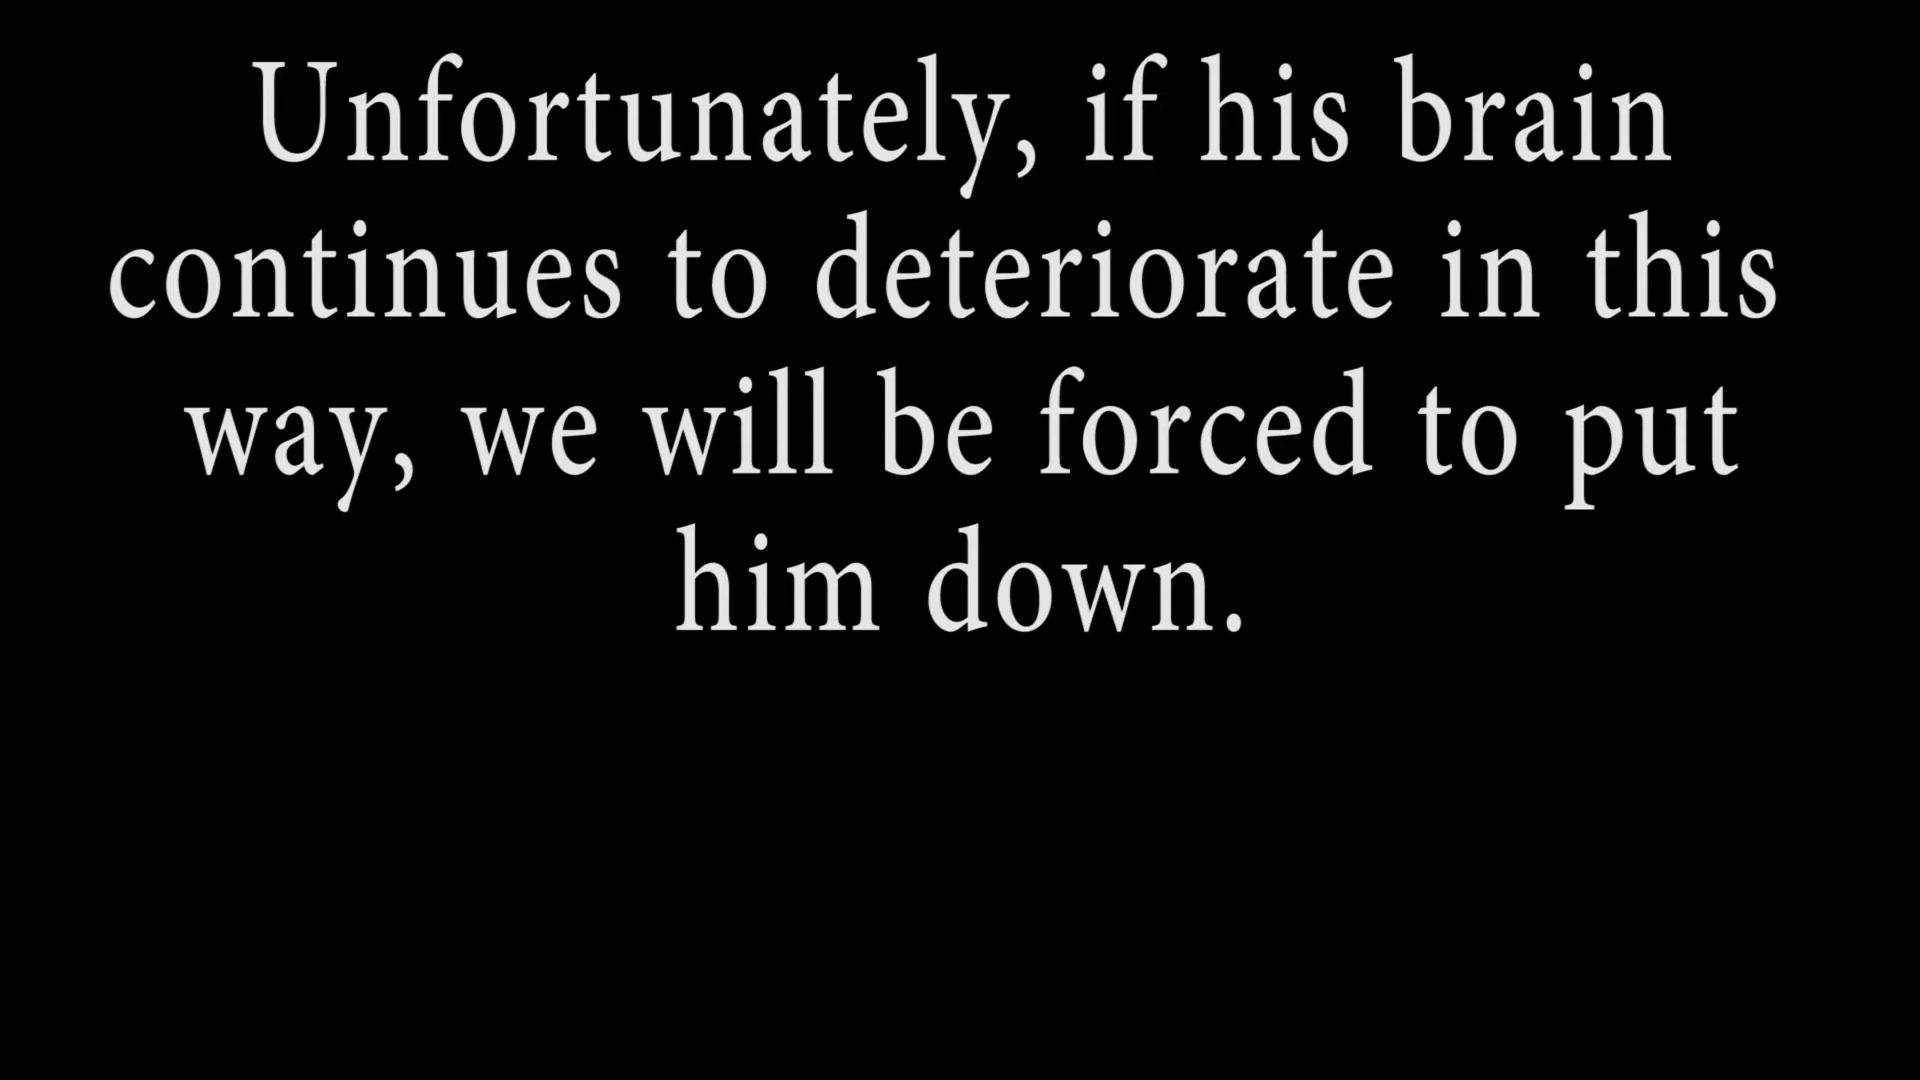 Unfortunately, if his brain
continues to deteriorate in this
way, we will be forced to put
him down.